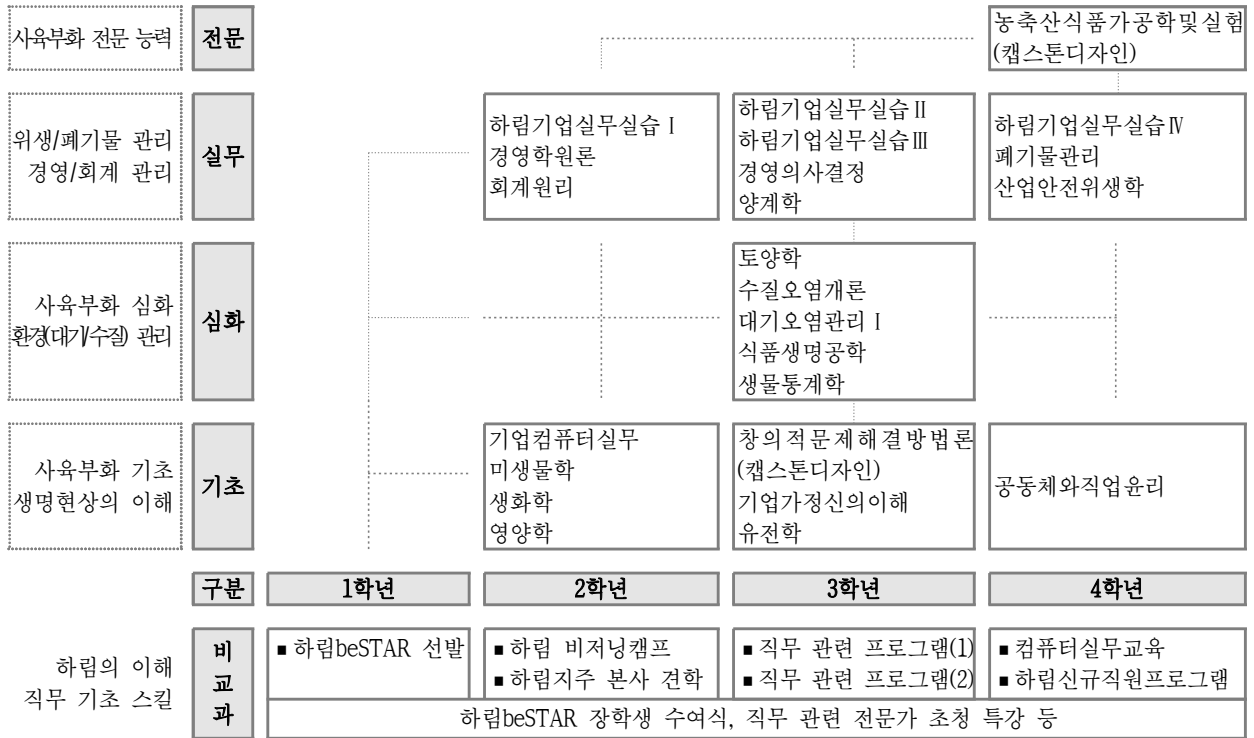 사육부화 전문 능력
전문
농축산식품가공학및실험
(캡스톤디자인)
위생/폐기물 관리
경영/회계 관리
실무
하림기업실무실습Ⅰ
경영학원론
회계원리
하림기업실무실습Ⅱ
하림기업실무실습Ⅲ
경영의사결정
양계학
하림기업실무실습Ⅳ
폐기물관리
산업안전위생학
사육부화 심화
환경(대기/수질) 관리
심화
토양학
수질오염개론
대기오염관리Ⅰ
식품생명공학
생물통계학
사육부화 기초
생명현상의 이해
기초
기업컴퓨터실무
미생물학
생화학
영양학
창의적문제해결방법론
(캡스톤디자인)
기업가정신의이해
유전학
공동체와직업윤리
구분
1학년
2학년
3학년
4학년
하림의 이해
직무 기초 스킬
비
교
과
▪하림beSTAR 선발
▪하림 비저닝캠프
▪하림지주 본사 견학
▪직무 관련 프로그램(1)
▪직무 관련 프로그램(2)
▪컴퓨터실무교육
▪하림신규직원프로그램
하림beSTAR 장학생 수여식, 직무 관련 전문가 초청 특강 등